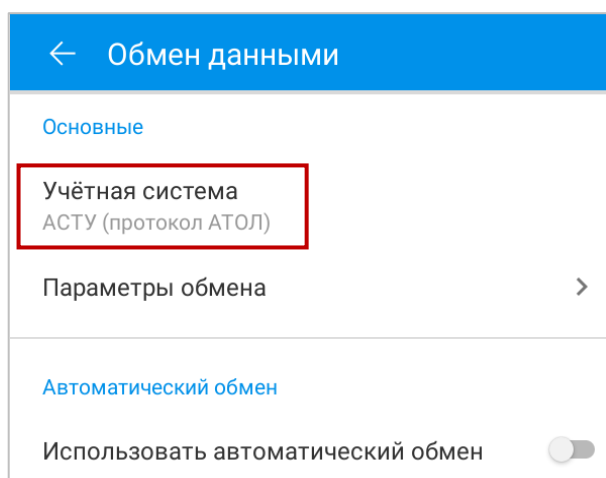 Обмен данными
Основные
Учётная система
АСТУ (протокол АТОЛ)
Параметры обмена
Автоматический обмен
Использовать автоматический обмен